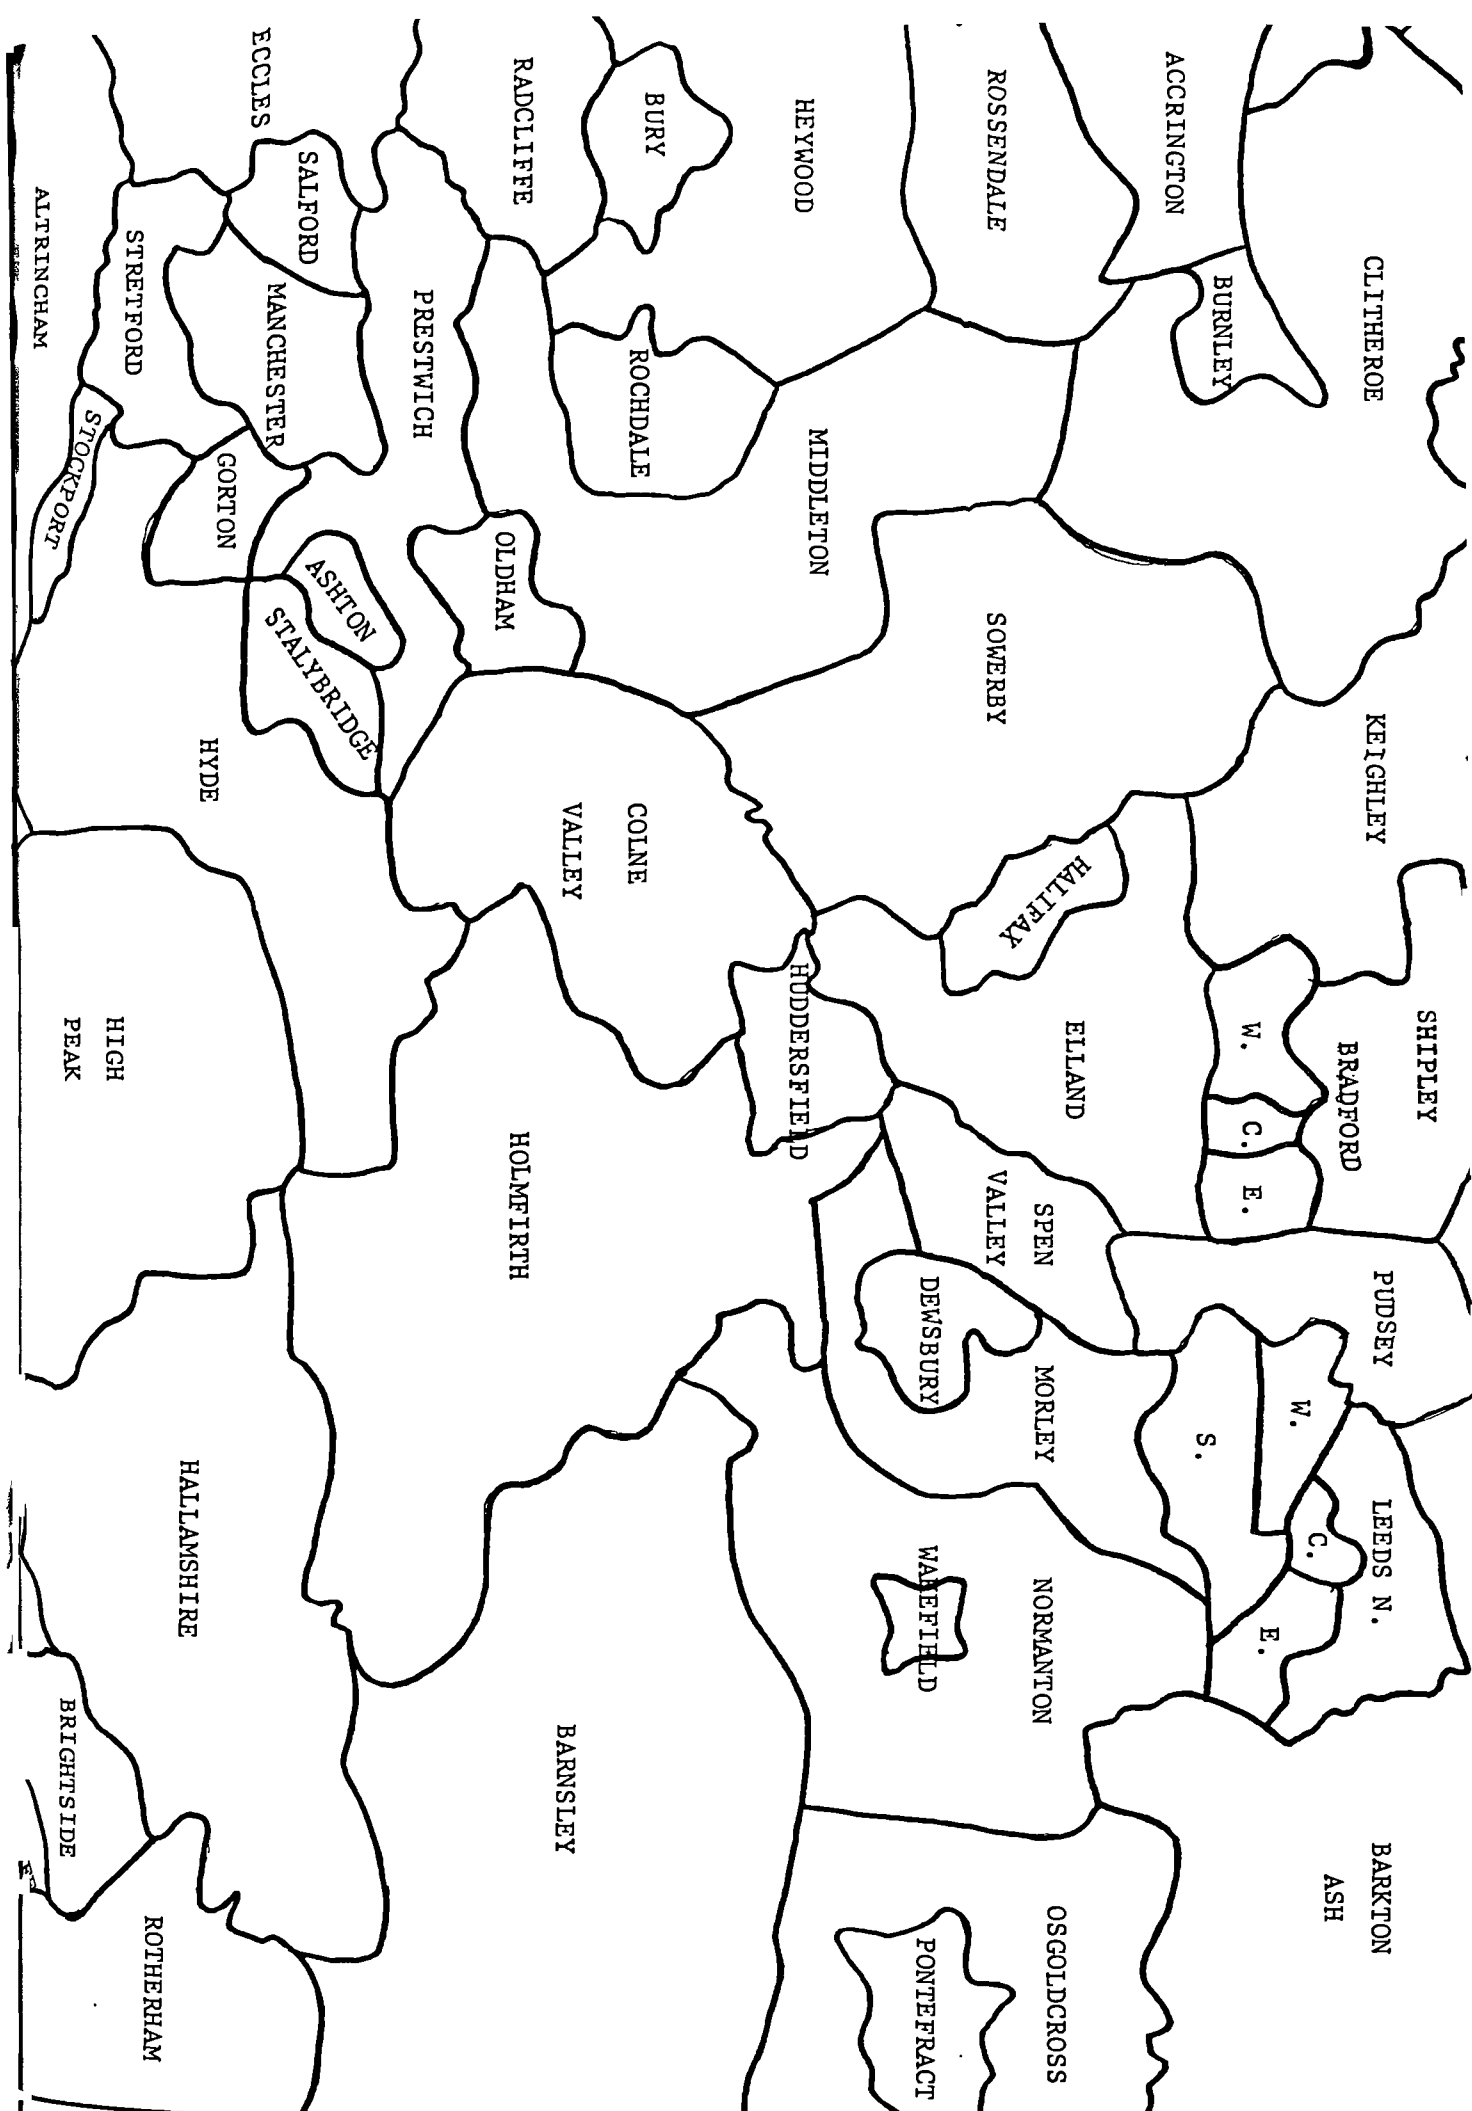 SHIPLEY
CLITHEROE
KEIGHLEY
BRADFORD
PUDSEY
LEEDS N.
BARKTON
ASH
W.
C.
W.
C.
E.
S.
E.
ACCRINGTON
BURNLEY
ROSSENDALE
SOWERBY
HALIFAX
ELLAND
SPEN
VALLEY
MORLEY
NORMANTON
OSGOLDCROSS
DEWSBURY
WAKEFIELD
PONTEFRACT
HEYWOOD
MIDDLETON
HUDDERSFIELD
BURY
ROCHDALE
COLNE
VALLEY
RADCLIFFE
OLDHAM
HOLMFIRTH
BARNSLEY
PRESTWICH
SALFORD
MANCHESTER
ASHTON
STALYBRIDGE
ECCLES
GORTON
HYDE
HALLAMSHIRE
STRETFORD
HIGH
PEAK
ROTHERHAM
STOCKPORT
BRIGHTSIDE
ALTRINCHAM